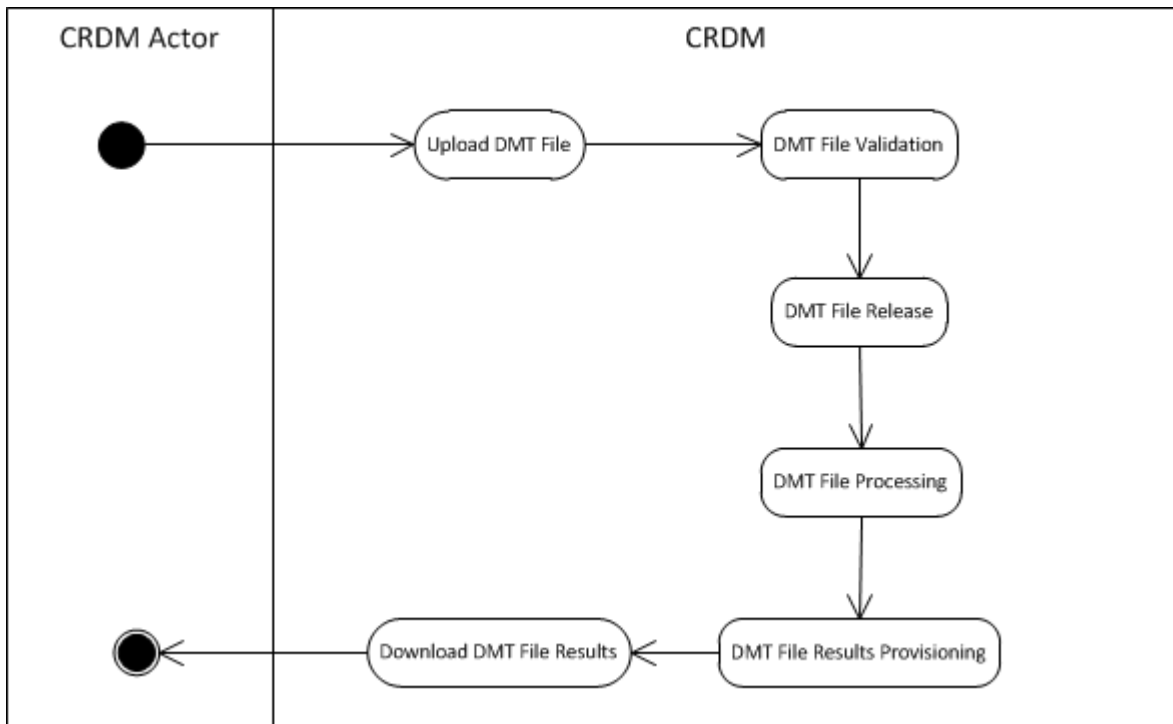 CRDM Actor
CRDM
Upload DMT File
DMT File Validation
DMT File Release
DMT File Processing
DMT File Results Provisioning
Download DMT File Results